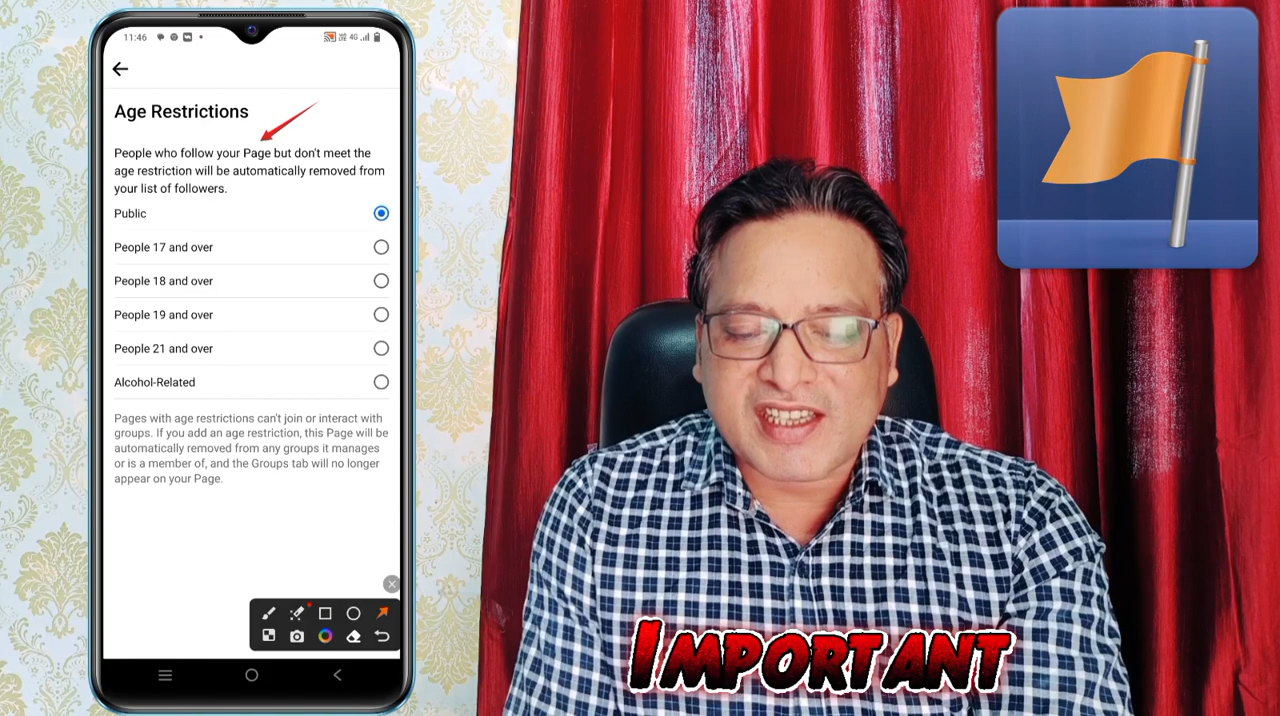 11:46
4G
Age Restrictions
People who follow your Page but don't meet the
age restriction will be automatically removed from
your list of followers.
Public
People 17 and over
People 18 and over
People 19 and over
People 21 and over
Alcohol-Related
Pages with age restrictions can't join or interact with
groups. If you add an age restriction, this Page will be
automatically removed from any groups it manages
or is a member of, and the Groups tab will no longer
appear on your Page.
IMPORTANT